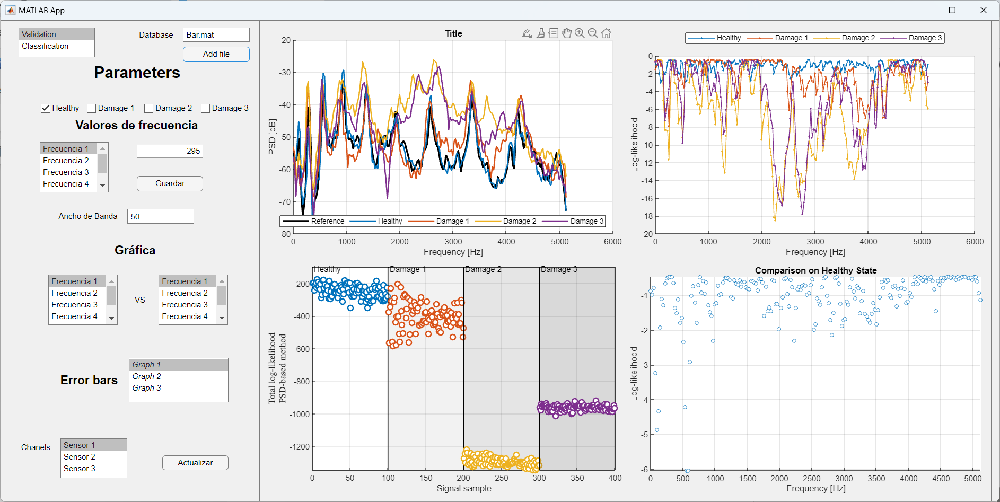 MATLAB App
Validation
Classification
Database
Bar.mat
Add file
Parameters
Healthy
Damage 1
Damage 2
Damage 3
Valores de frecuencia
Frecuencia 1
Frecuencia 2
Frecuencia 3
Frecuencia 4
295
Guardar
Ancho de Banda
50
Gráfica
Frecuencia 1
Frecuencia 2
Frecuencia 3
Frecuencia 4
VS
Frecuencia 1
Frecuencia 2
Frecuencia 3
Frecuencia 4
Error bars
Graph 1
Graph 2
Graph 3
Chanels
Sensor 1
Sensor 2
Sensor 3
Actualizar
Title
PSD [dB]
-20
-30
-40
-50
-60
-70
-80
Reference Healthy Damage 1 Damage 2 Damage 3
0 1000 2000 3000 4000 5000 6000
Frequency [Hz]
Healthy Damage 1 Damage 2 Damage 3
Log-likelihood
0
-2
-4
-6
-8
-10
-12
-14
-16
-18
-20
0 1000 2000 3000 4000 5000 6000
Frequency [Hz]
Healthy Damage 1 Damage 2 Damage 3
Total log-likelihood
PSD-based method
-200
-400
-600
-800
-1000
-1200
0 50 100 150 200 250 300 350 400
Signal sample
Comparison on Healthy State
Log-likelihood
-1
-2
-3
-4
-5
-6
0 500 1000 1500 2000 2500 3000 3500 4000 4500 5000
Frequency [Hz]